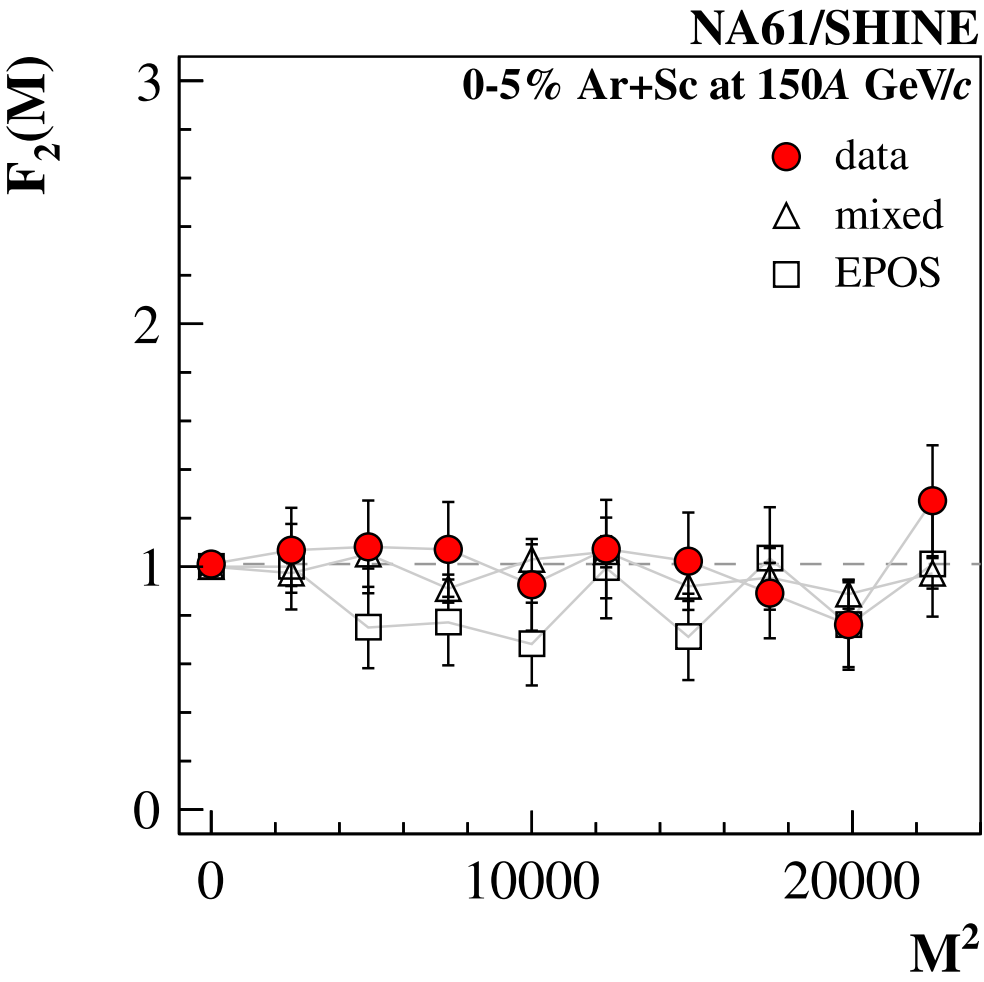 NA61/SHINE
F2(M)
0-5% Ar+Sc at 150A GeV/c
data
mixed
EPOS
3
2
1
0
0 10000 20000
M²